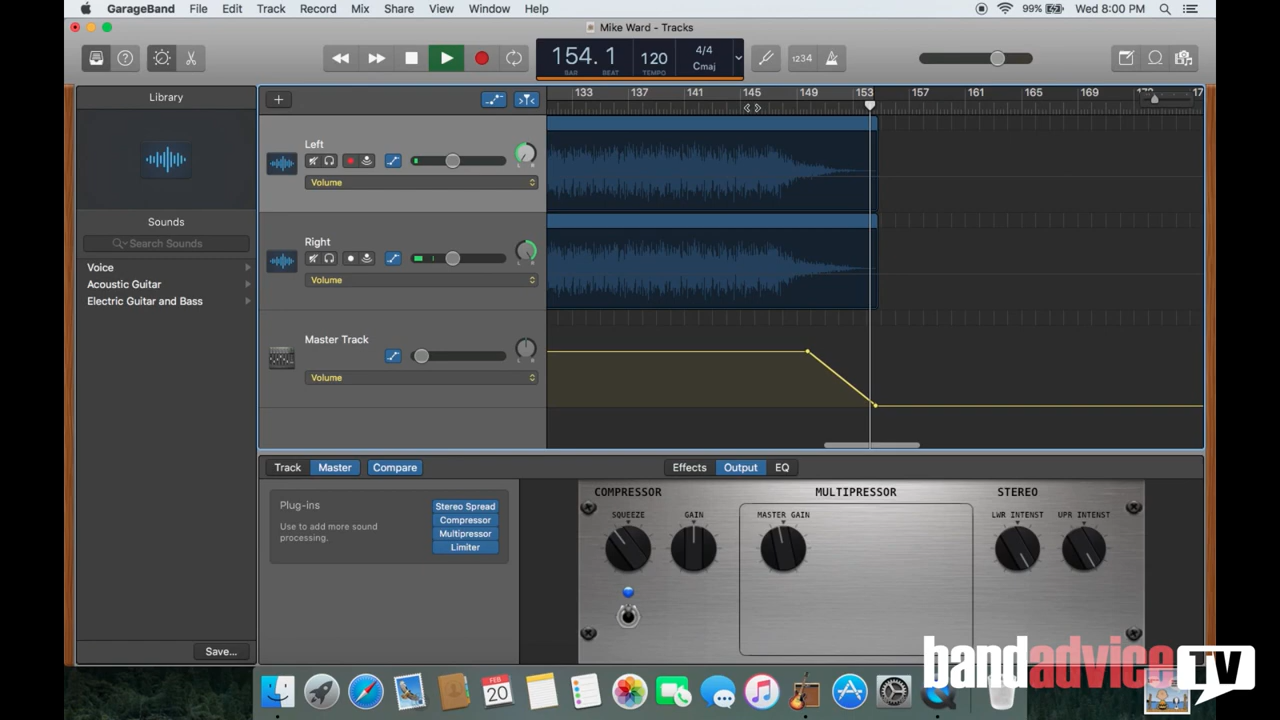 GarageBand File Edit Track Record Mix Share View Window Help 99% Wed 8:00 PM
Mike Ward - Tracks
154. 1 120 4/4 Cmaj 1234
BAR BEAT TEMPO
Library
133 137 141 145 149 153 157 161 165 169
Left
Volume
Sounds
Search Sounds
Right
Voice
Acoustic Guitar
Volume
Electric Guitar and Bass
Master Track
Volume
Track Master Compare Effects Output EQ
COMPRESSOR MULTIPRESSOR STEREO
Plug-ins
Use to add more sound
processing.
Stereo Spread
Compressor
Multipressor
Limiter
SQUEEZE GAIN MASTER GAIN LWR INTENST UPR INTENST
Save...
FEB
20
bandadviceTV